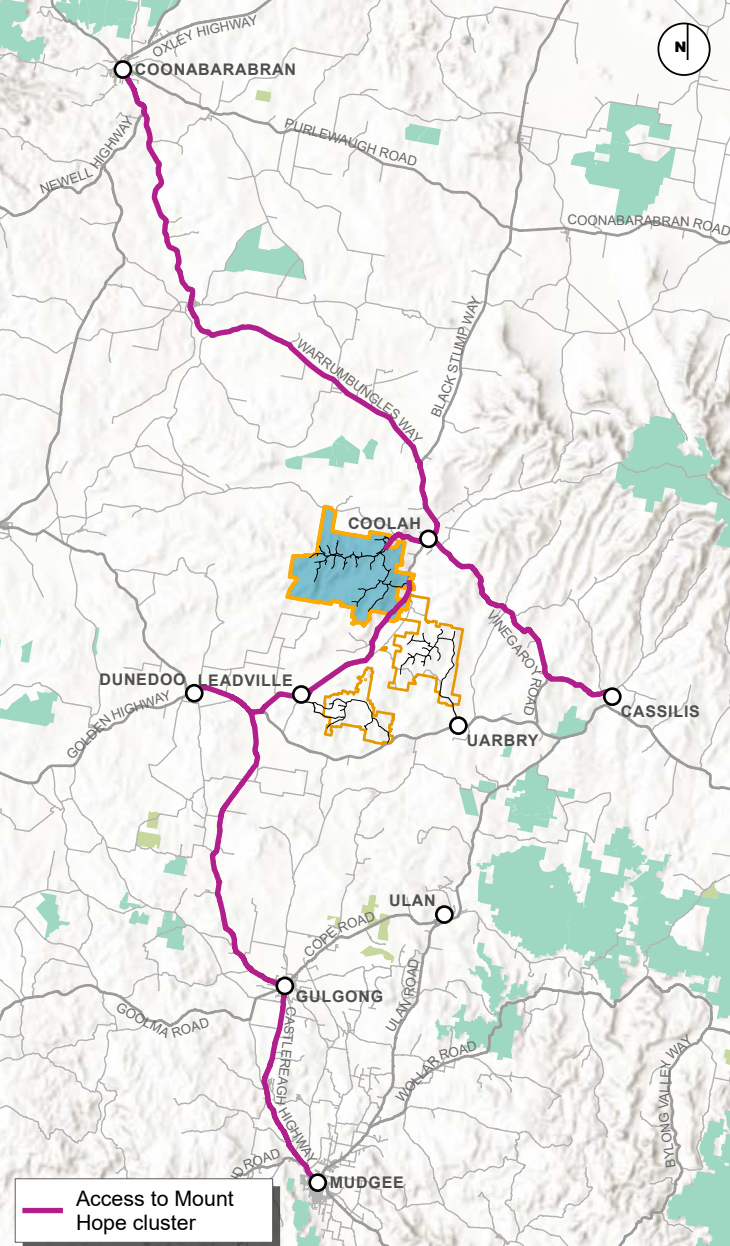 OXLEY HIGHWAY
N
COONABARABRAN
PURLEWAUGH ROAD
NEWELL HIGHWAY
COONABARABRAN ROAD
BLACK STUMP WAY
WARRUMBUNGLES WAY
COOLAH
VINEGAROY ROAD
DUNEDOO
LEADVILLE
GOLDEN HIGHWAY
CASSILIS
UARBRY
ULAN
COPE ROAD
GULGONG
GOOLMA ROAD
CASTLEREAGH HIGHWAY
ULAN ROAD
WOLLAR ROAD
BYLONG VALLEY WAY
D ROAD
MUDGEE
Access to Mount
Hope cluster